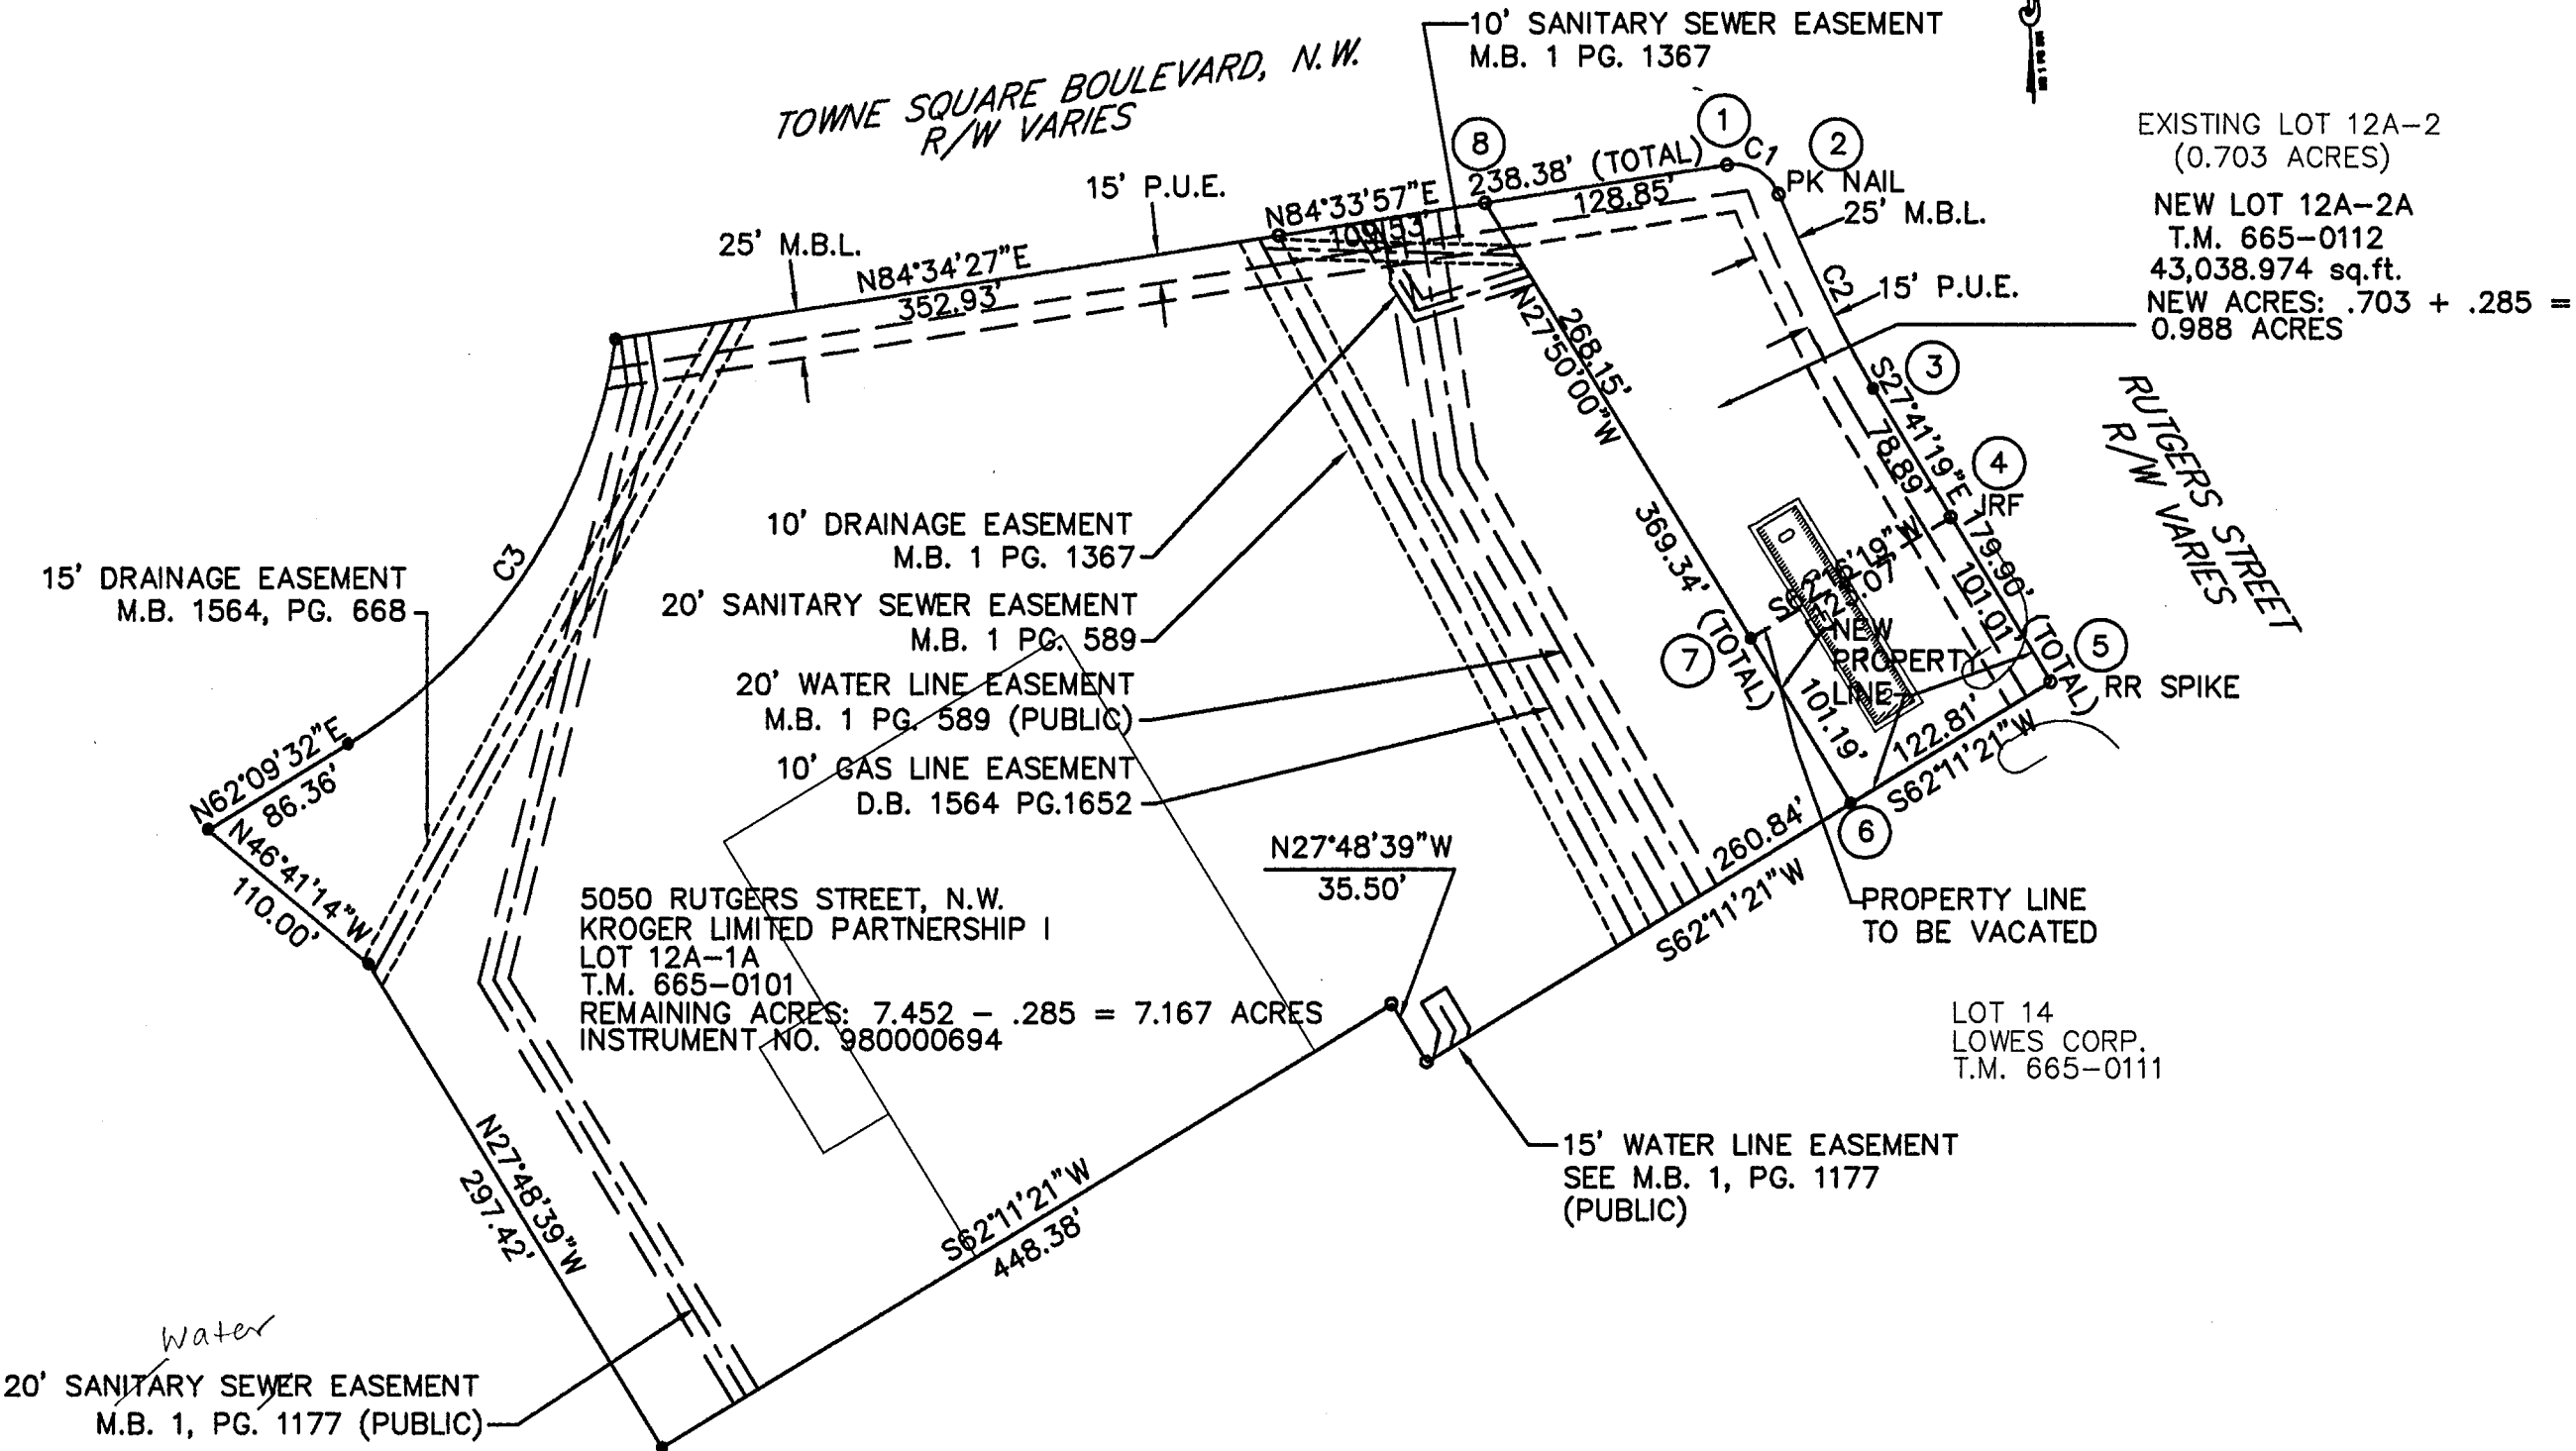 10' SANITARY SEWER EASEMENT
M.B. 1 PG. 1367
TOWNE SQUARE BOULEVARD, N.W.
R/W VARIES
EXISTING LOT 12A-2
(0.703 ACRES)
NEW LOT 12A-2A
T.M. 665-0112
43,038.974 sq.ft.
NEW ACRES: .703 + .285 =
0.988 ACRES
1
C1
2
PK NAIL
8
238.38' (TOTAL)
128.85'
N84°33'57"E
109.53'
15' P.U.E.
25' M.B.L.
N84°34'27"E
352.93'
25' M.B.L.
C2
15' P.U.E.
3
S27°41'19"E
78.89'
4
IRF
RUTGERS STREET
R/W VARIES
268.15'
N27°50'00"W
369.34' (TOTAL)
179.90' (TOTAL)
101.01'
5
RR SPIKE
NEW
PROPERTY
LINE
7
101.19'
122.81'
S62°11'21"W
6
10' DRAINAGE EASEMENT
M.B. 1 PG. 1367
20' SANITARY SEWER EASEMENT
M.B. 1 PG. 589
20' WATER LINE EASEMENT
M.B. 1 PG. 589 (PUBLIC)
10' GAS LINE EASEMENT
D.B. 1564 PG.1652
C3
15' DRAINAGE EASEMENT
M.B. 1564, PG. 668
N62°09'32"E
86.36'
N46°41'14"W
110.00'
N27°48'39"W
35.50'
260.84'
S62°11'21"W
PROPERTY LINE
TO BE VACATED
5050 RUTGERS STREET, N.W.
KROGER LIMITED PARTNERSHIP I
LOT 12A-1A
T.M. 665-0101
REMAINING ACRES: 7.452 - .285 = 7.167 ACRES
INSTRUMENT NO. 980000694
LOT 14
LOWES CORP.
T.M. 665-0111
15' WATER LINE EASEMENT
SEE M.B. 1, PG. 1177
(PUBLIC)
N27°48'39"W
297.42'
S62°11'21"W
448.38'
Water
20' SANITARY SEWER EASEMENT
M.B. 1, PG. 1177 (PUBLIC)